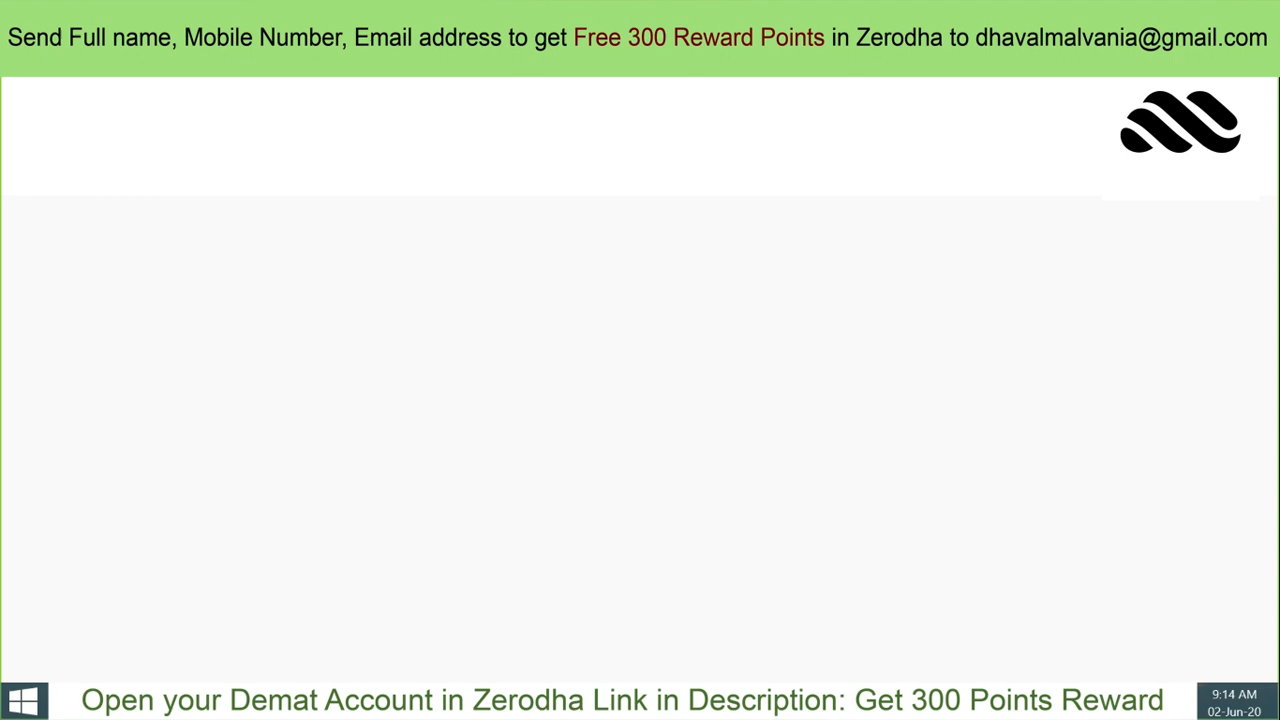 Send Full name, Mobile Number, Email address to get Free 300 Reward Points in Zerodha to dhavalmalvania@gmail.com
Open your Demat Account in Zerodha Link in Description: Get 300 Points Reward
9:14 AM
02-Jun-20